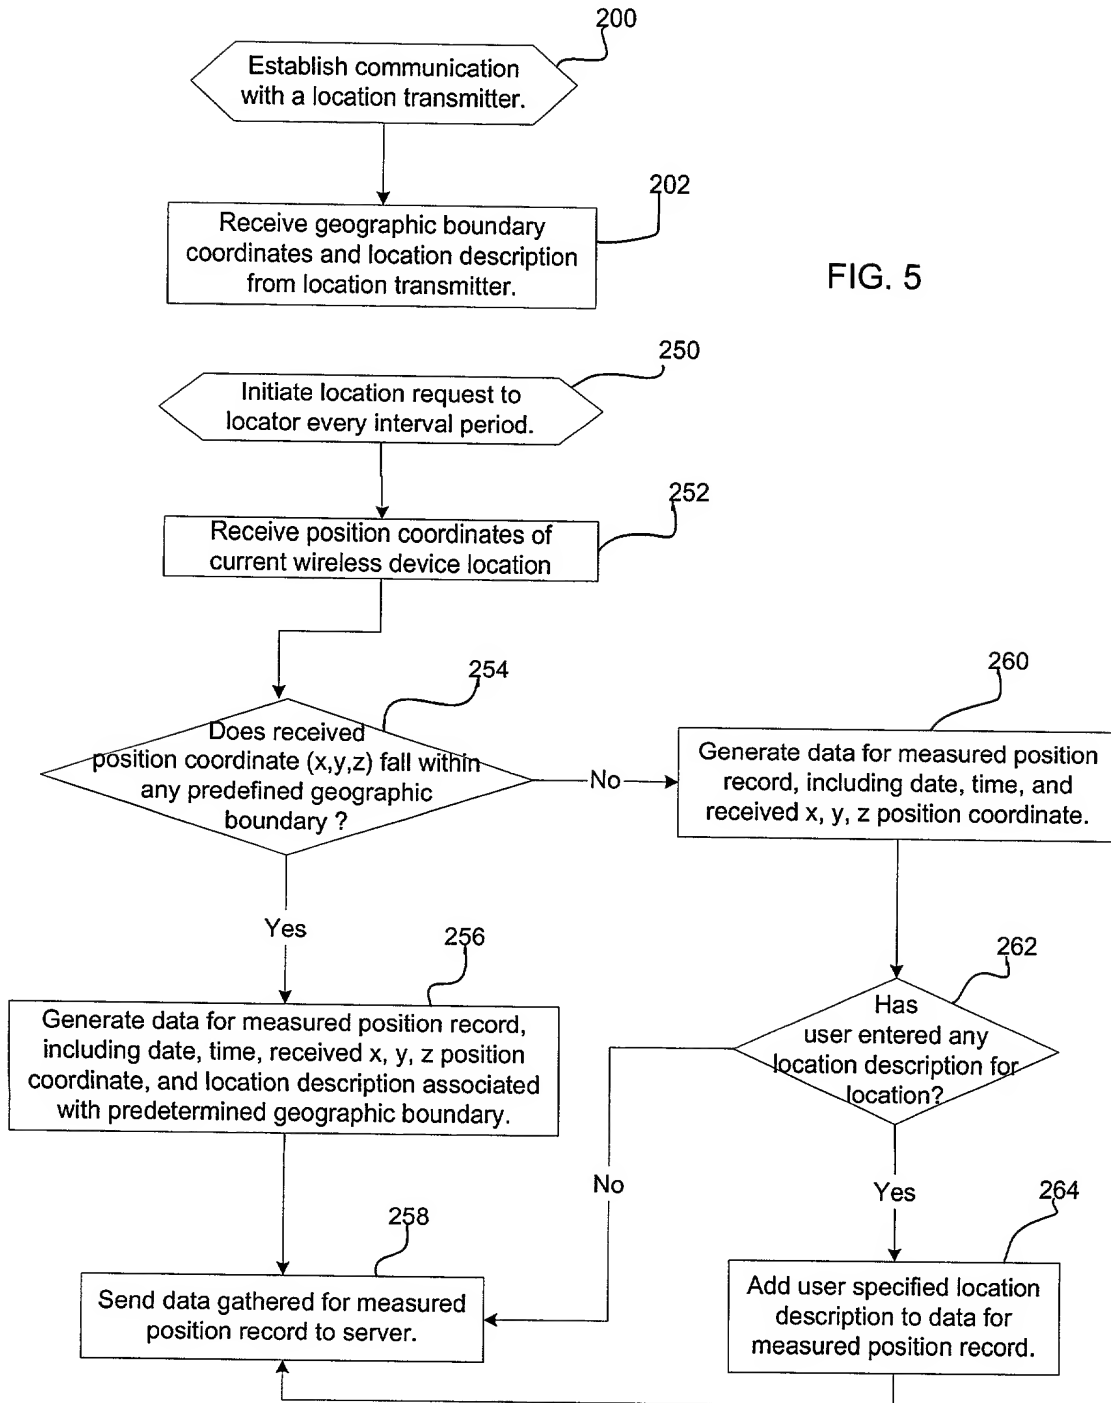 200
Establish communication
with a location transmitter.
202
Receive geographic boundary
coordinates and location description
from location transmitter.
FIG. 5
250
Initiate location request to
locator every interval period.
252
Receive position coordinates of
current wireless device location
254
Does received
position coordinate (x,y,z) fall within
any predefined geographic
boundary ?
No
260
Generate data for measured position
record, including date, time, and
received x, y, z position coordinate.
Yes
256
Generate data for measured position record,
including date, time, received x, y, z position
coordinate, and location description associated
with predetermined geographic boundary.
262
Has
user entered any
location description for
location?
No
Yes
258
Send data gathered for measured
position record to server.
264
Add user specified location
description to data for
measured position record.